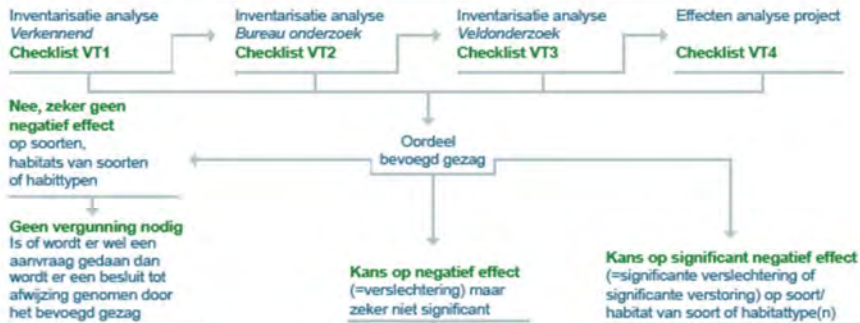 Inventarisatie analyse
Verkennend
Checklist VT1
Inventarisatie analyse
Bureau onderzoek
Checklist VT2
Inventarisatie analyse
Veldonderzoek
Checklist VT3
Effecten analyse project
Checklist VT4
Nee, zeker geen
negatief effect
op soorten,
habitats van soorten
of habittypen
Oordeel
bevoegd gezag
Geen vergunning nodig
Is of wordt er wel een
aanvraag gedaan dan
wordt er een besluit tot
afwijzing genomen door
het bevoegd gezag
Kans op negatief effect
(=verslechtering) maar
zeker niet significant
Kans op significant negatief effect
(=significante verslechtering of
significante verstoring) op soort/
habitat van soort of habitattype(n)